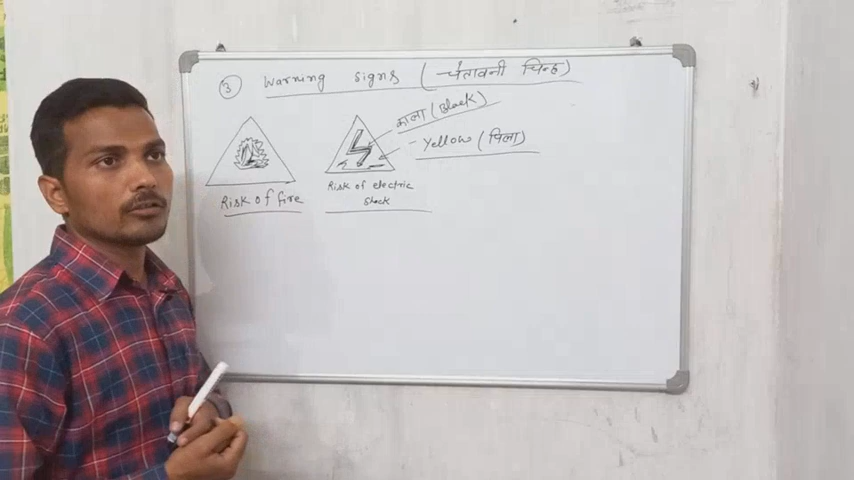 ③ Warning signs (चेतावनी चिन्ह)
काला (Black)
Yellow (पिला)
Risk of fire
Risk of electric
shock